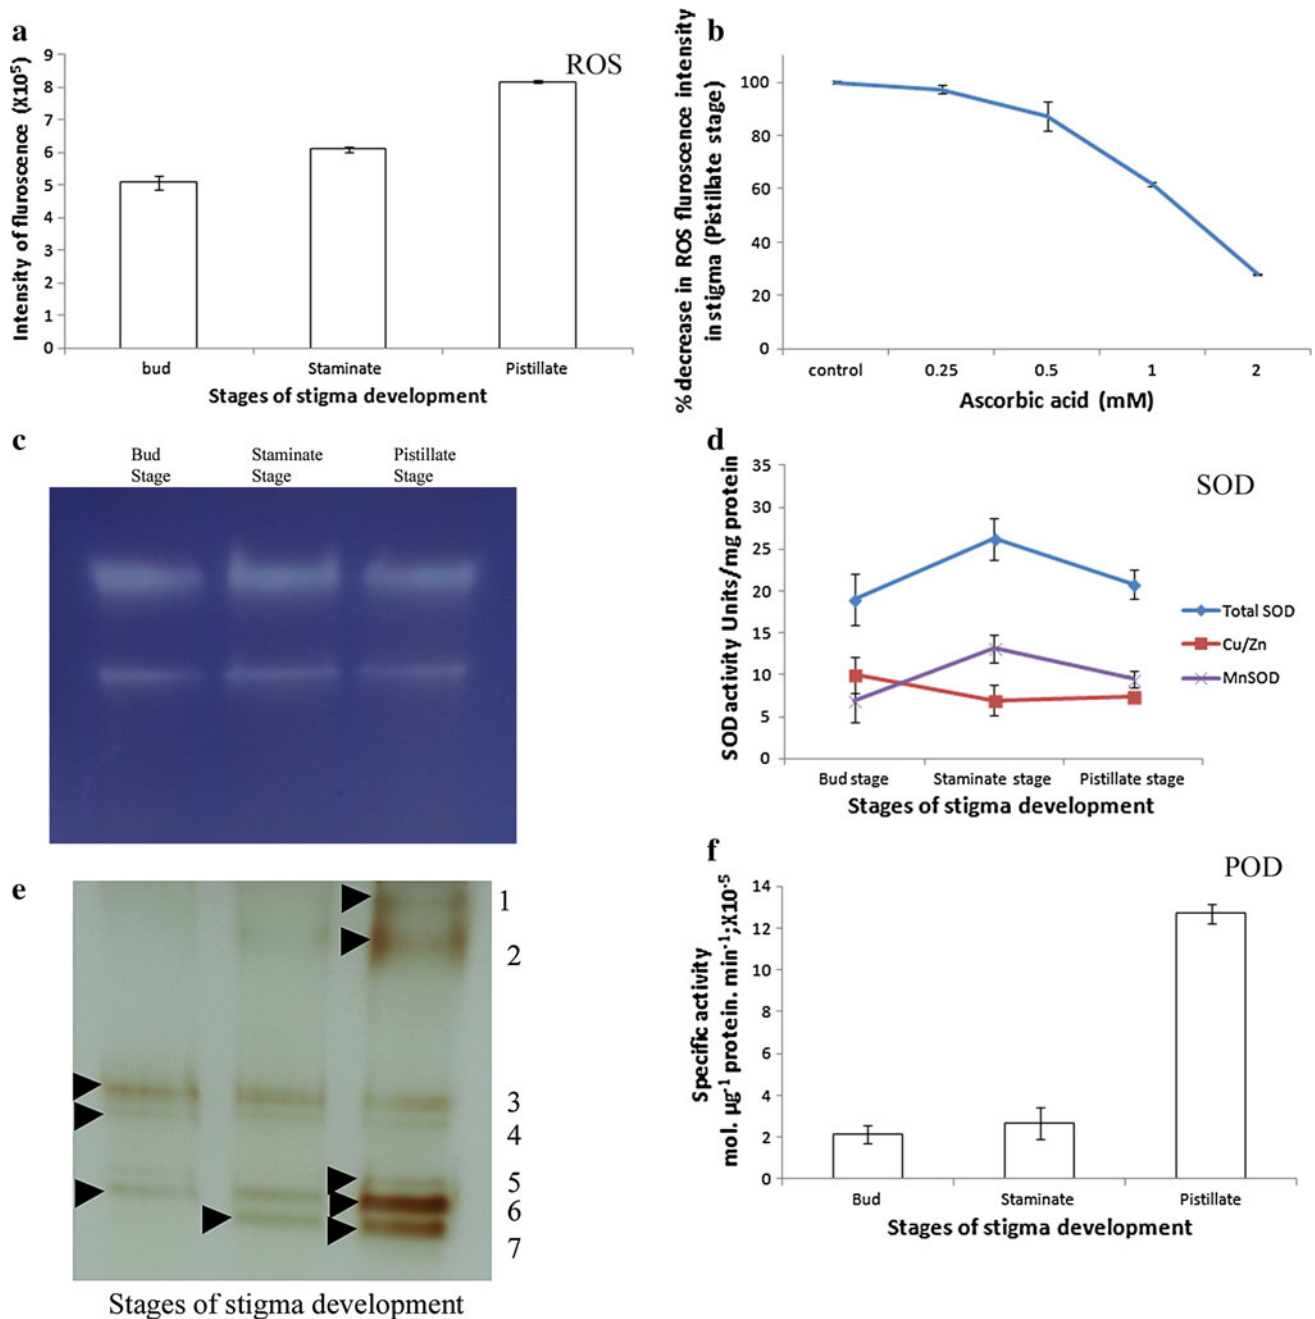 a
ROS
Intensity of fluroscence (X10⁵)
9
8
7
6
5
4
3
2
1
0
bud Staminate Pistillate
Stages of stigma development
b
% decrease in ROS fluroscence intensity
in stigma (Pistillate stage)
100
80
60
40
20
0
control 0.25 0.5 1 2
Ascorbic acid (mM)
c
Bud
Stage
Staminate
Stage
Pistillate
Stage
d
SOD
SOD activity Units/mg protein
35
30
25
20
15
10
5
0
Total SOD
Cu/Zn
MnSOD
Bud stage Staminate stage Pistillate stage
Stages of stigma development
e
1
2
3
4
5
6
7
Stages of stigma development
f
POD
Specific activity
mol. µg⁻¹ protein. min⁻¹;X10⁻⁵
14
12
10
8
6
4
2
0
Bud Staminate Pistillate
Stages of stigma development